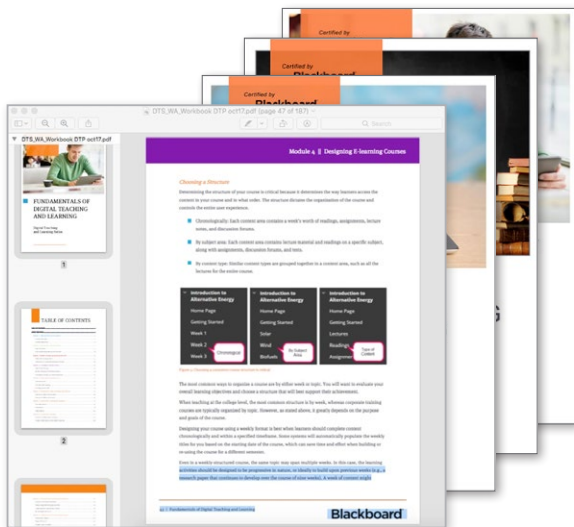 Certified by
Certified by
Blackboard
Certified by
Blackboard
DTS_WA_Workbook DTP oct17.pdf (page 47 of 187)
Search
DTS_WA_Workbook DTP oct17.pdf
FUNDAMENTALS OF
DIGITAL TEACHING
AND LEARNING
Digital Teaching
and Learning Series
1
TABLE OF CONTENTS
2
Module 4 || Designing E-learning Courses
Choosing a Structure
Determining the structure of your course is critical because it determines the way learners access the
content in your course and in what order. The structure dictates the organization of the course and
controls the entire user experience.
Chronologically: Each content area contains a week's worth of readings, assignments, lecture
notes, and discussion forums.
By subject area: Each content area contains lecture material and readings on a specific subject,
along with assignments, discussion forums, and tests.
By content type: Similar content types are grouped together in a content area, such as all the
lectures for the entire course.
Introduction to
Alternative Energy
Home Page
Getting Started
Week 1
Week 2
Week 3
Chronological
Introduction to
Alternative Energy
Home Page
Getting Started
Solar
Wind
Biofuels
By Subject
Area
Introduction to
Alternative Energy
Home Page
Getting Started
Lectures
Readings
Assignment
Type of
Content
The most common ways to organize a course are by either week or topic. You will want to evaluate your
overall learning objectives and choose a structure that will best support their achievement.
When teaching at the college level, the most common structure is by week, whereas corporate training
courses are typically organized by topic. However, as stated above, it greatly depends on the purpose
and goals of the course.
Designing your course using a weekly format is best when learners should complete content
chronologically and within a specified timeframe. Some systems will automatically populate the weekly
titles for you based on the starting date of the course, which can save time and effort when building or
re-using the course for a different semester.
Even in a weekly-structured course, the same topic may span multiple weeks. In this case, the learning
activities should be designed to be progressive in nature, or ideally to build upon previous weeks (e.g., a
research paper that continues to develop over the course of nine weeks). A week of content might
|| Fundamentals of Digital Teaching and Learning
Blackboard